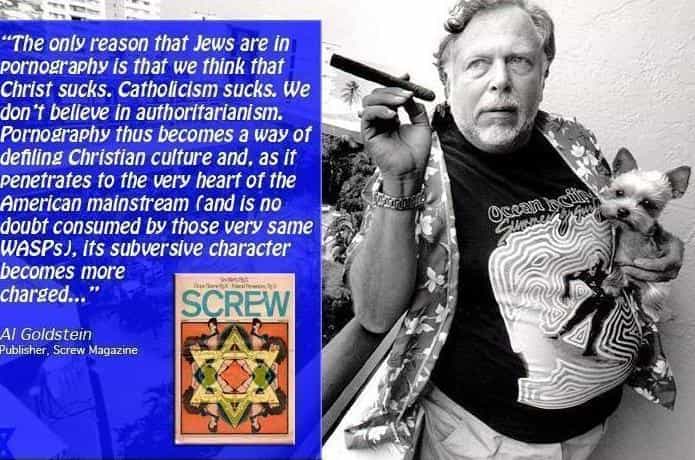 “The only reason that Jews are in
pornography is that we think that
Christ sucks. Catholicism sucks. We
don't believe in authoritarianism.
Pornography thus becomes a way of
defiling Christian culture and, as it
penetrates to the very heart of the
American mainstream (and is no
doubt consumed by those very same
WASPs), its subversive character
becomes more
charged...”
Al Goldstein
Publisher, Screw Magazine
SCREW
Ocean